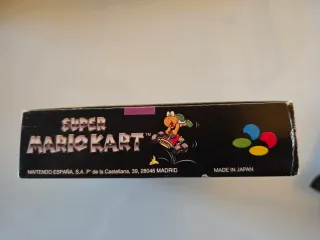 SUPER
MARIO KART™
NINTENDO ESPAÑA, S.A. Pº de la Castellana, 39, 28046 MADRID
MADE IN JAPAN